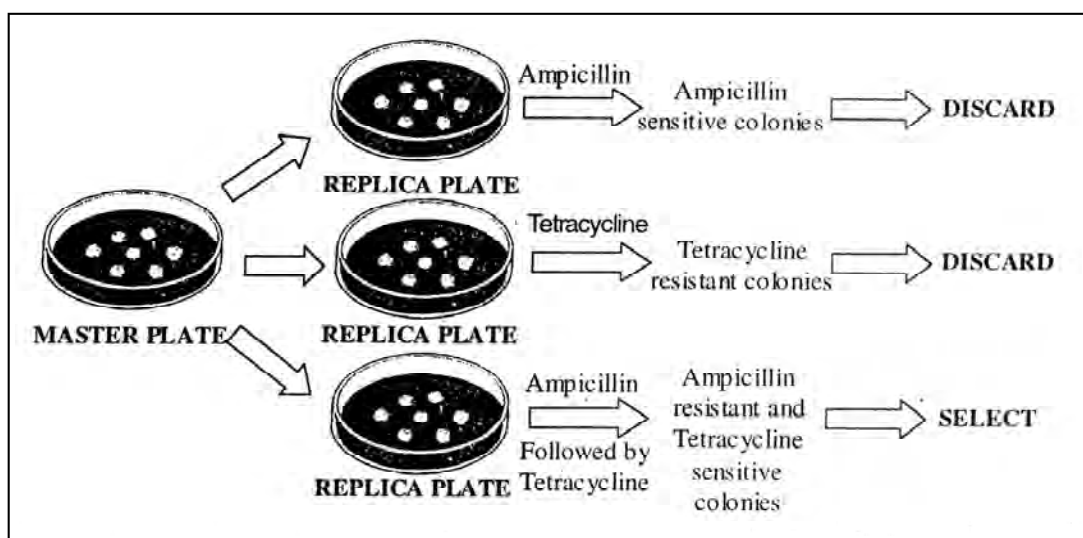 Ampicillin
Ampicillin
sensitive colonies
DISCARD
REPLICA PLATE
Tetracycline
Tetracycline
resistant colonies
DISCARD
MASTER PLATE
REPLICA PLATE
Ampicillin
Followed by
Tetracycline
Ampicillin
resistant and
Tetracycline
sensitive
colonies
SELECT
REPLICA PLATE